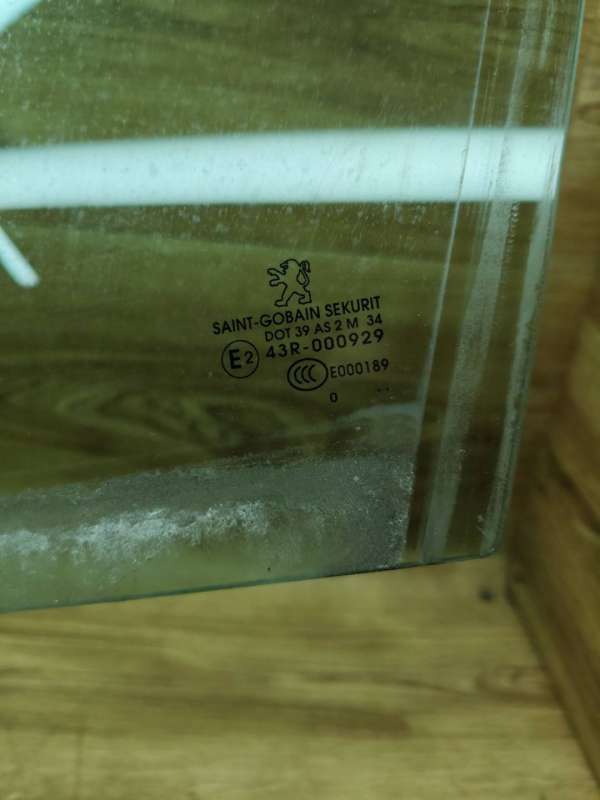 SAINT-GOBAIN SEKURIT
DOT 39 AS 2 M 34
E2 43R-000929
CCC E000189
0 ..